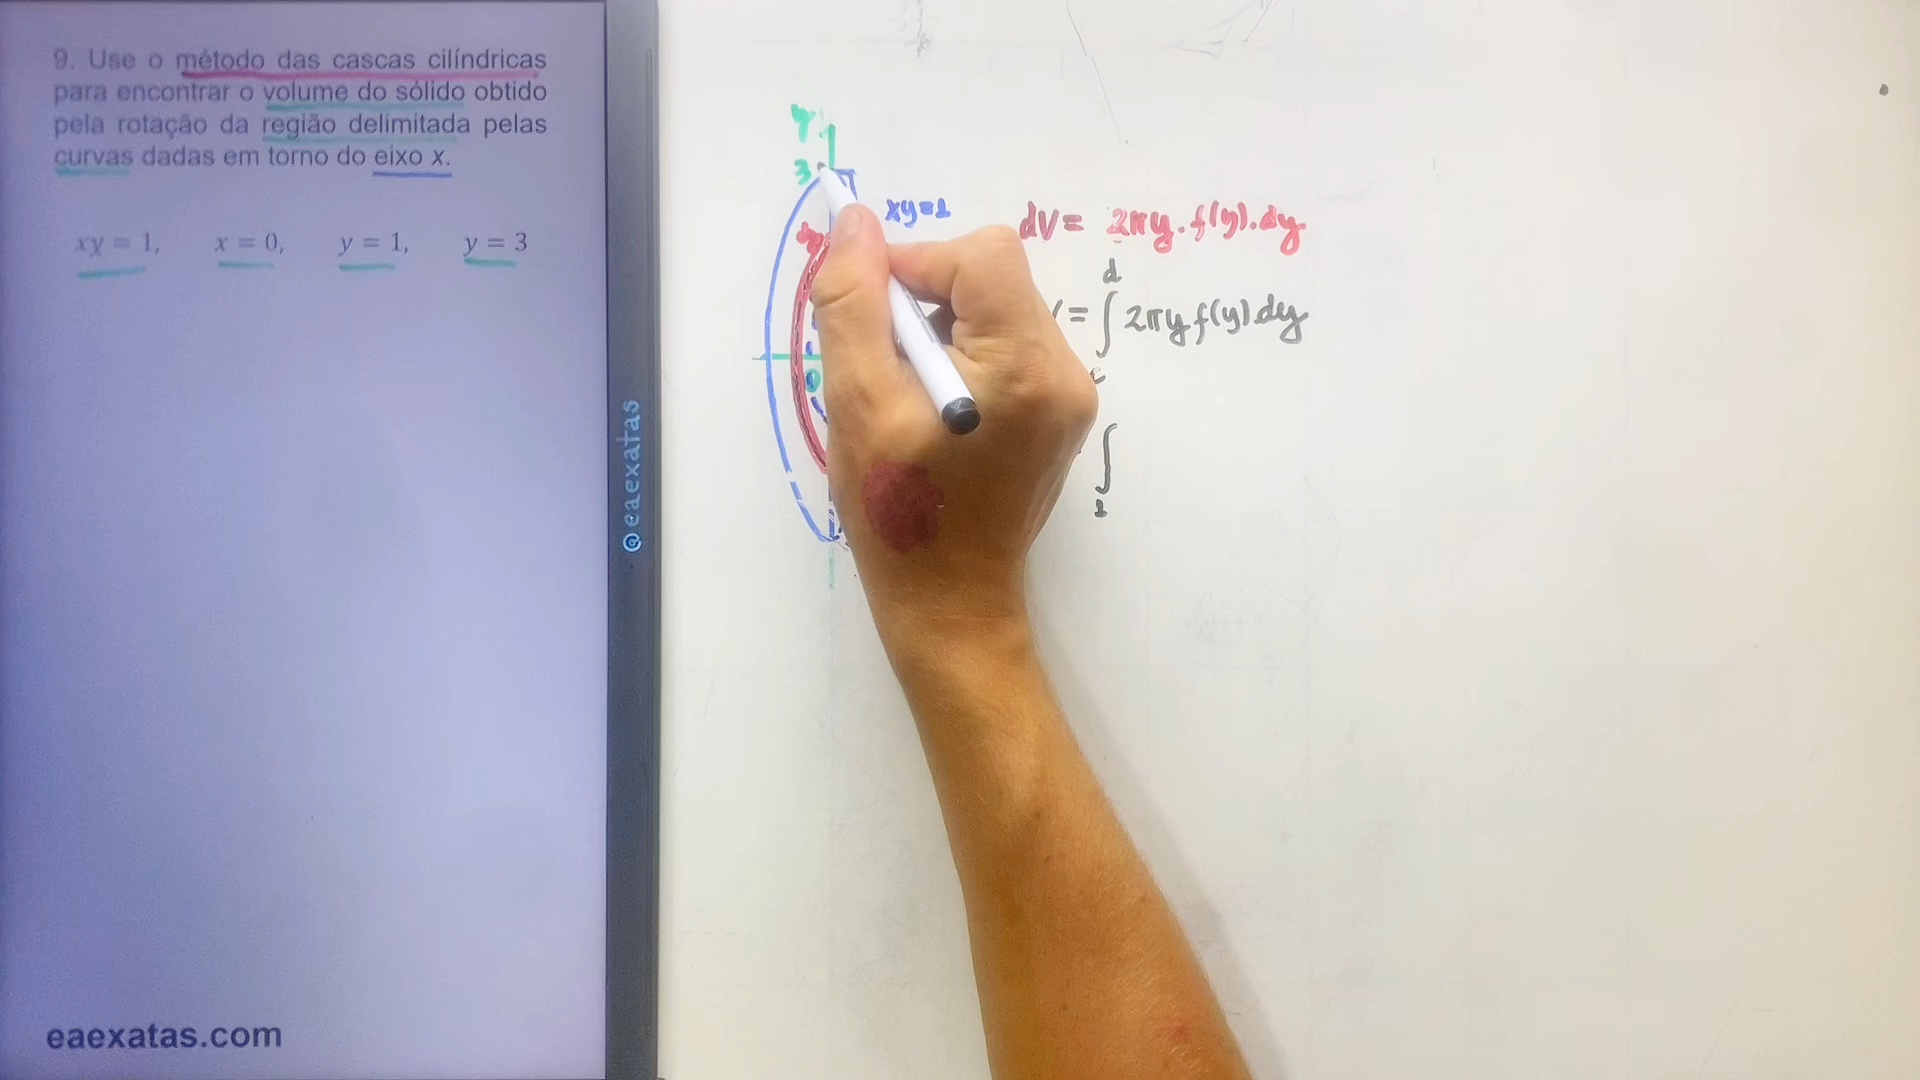 9. Use o método das cascas cilíndricas
para encontrar o volume do sólido obtido
pela rotação da região delimitada pelas
curvas dadas em torno do eixo x.
xy = 1, x = 0, y = 1, y = 3
eaexatas.com
@eaexatas
y
3
dy
xy=1
0
dV = 2πy.f(y).dy
d
= ∫ 2πy f(y) dy
c
∫
1